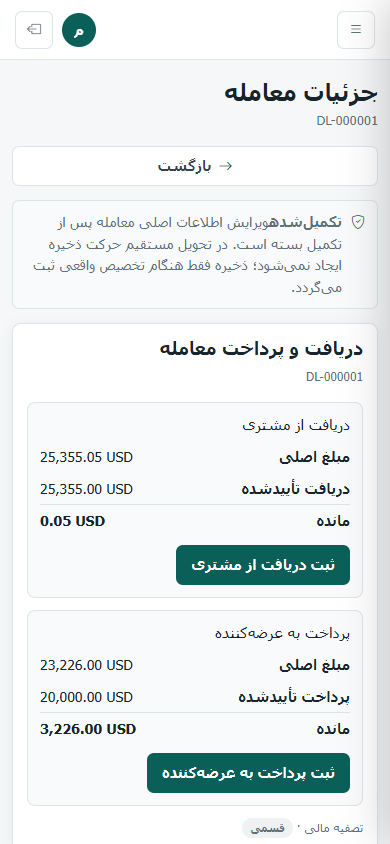 م
جزئیات معامله
DL-000001
بازگشت
تکمیل‌شدهویرایش اطلاعات اصلی معامله پس از
تکمیل بسته است. در تحویل مستقیم حرکت ذخیره
ایجاد نمی‌شود؛ ذخیره فقط هنگام تخصیص واقعی ثبت
می‌گردد.
دریافت و پرداخت معامله
DL-000001
دریافت از مشتری
مبلغ اصلی 25,355.05 USD
دریافت تأییدشده 25,355.00 USD
مانده 0.05 USD
ثبت دریافت از مشتری
پرداخت به عرضه‌کننده
مبلغ اصلی 23,226.00 USD
پرداخت تأییدشده 20,000.00 USD
مانده 3,226.00 USD
ثبت پرداخت به عرضه‌کننده
تصفیه مالی · قسمی